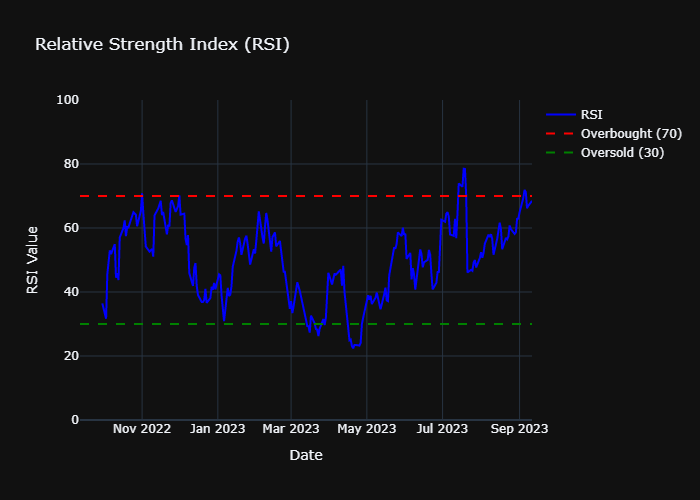 Relative Strength Index (RSI)
100
80
60
40
20
0
RSI Value
Nov 2022
Jan 2023
Mar 2023
May 2023
Jul 2023
Sep 2023
Date
RSI
Overbought (70)
Oversold (30)